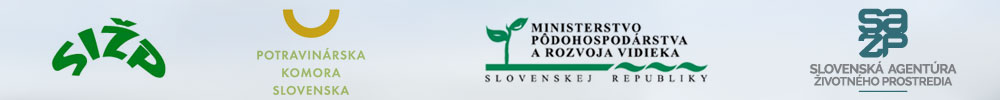 SIŽP
POTRAVINÁRSKA
KOMORA
SLOVENSKA
MINISTERSTVO
PÔDOHOSPODÁRSTVA
A ROZVOJA VIDIEKA
SLOVENSKEJ REPUBLIKY
SAŽP
SLOVENSKÁ AGENTÚRA
ŽIVOTNÉHO PROSTREDIA